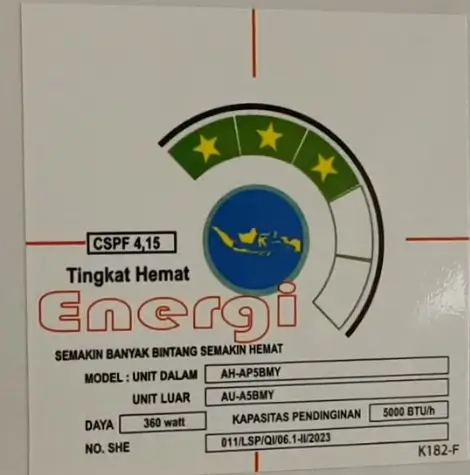 CSPF 4,15
Tingkat Hemat
Energi
SEMAKIN BANYAK BINTANG SEMAKIN HEMAT
MODEL : UNIT DALAM AH-AP5BMY
UNIT LUAR AU-A5BMY
DAYA 360 watt KAPASITAS PENDINGINAN 5000 BTU/h
NO. SHE 011/LSP/QI/06.1-II/2023
K182-F